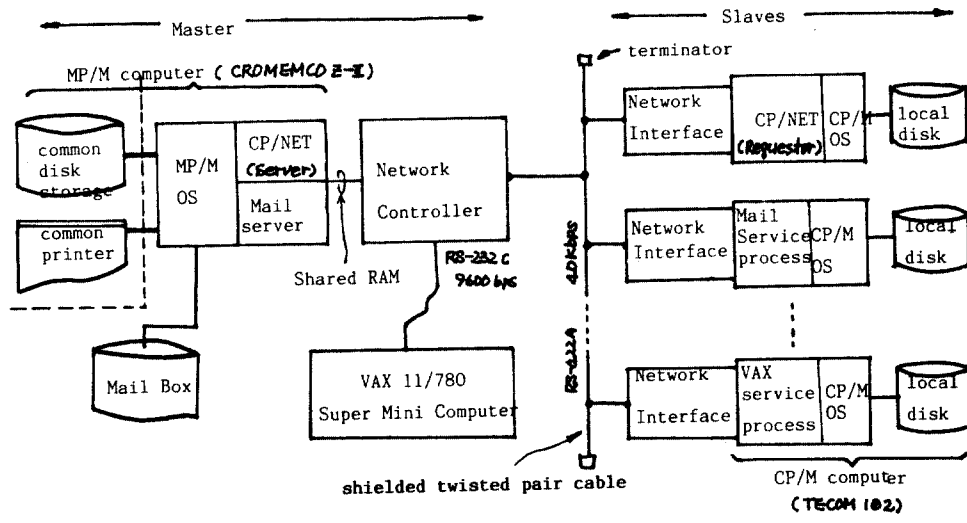 Master
Slaves
MP/M computer (CROMEMCO Z-II)
terminator
common
disk
storage
MP/M
OS
CP/NET
(Server)
Mail
server
Network
Controller
common
printer
Shared RAM
RS-232C
9600 bps
Mail Box
VAX 11/780
Super Mini Computer
Network
Interface
CP/NET
(Requestor)
CP/M
OS
local
disk
Network
Interface
Mail
Service
process
CP/M
OS
local
disk
RS-422A
Network
Interface
VAX
service
process
CP/M
OS
local
disk
shielded twisted pair cable
CP/M computer
(TECOM 102)